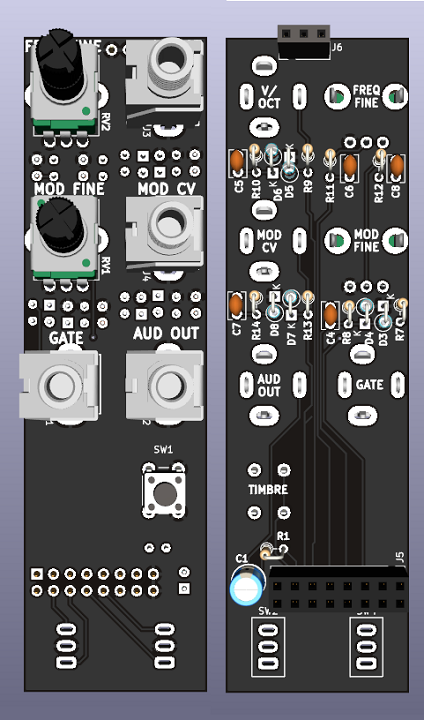 FREQ FINE
RV2
J3
MOD FINE
MOD CV
RV1
J4
GATE
AUD OUT
SW1
J6
V/
OCT
FREQ
FINE
C5
R10
D6
K
D5
K
R9
R11
C6
R12
C8
MOD
CV
MOD
FINE
C7
R14
D8
K
D7
K
R13
C4
R8
D4
K
D3
R7
AUD
OUT
GATE
TIMBRE
R1
C1
J5